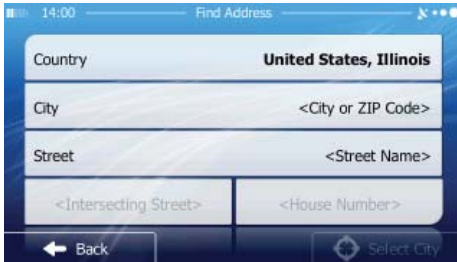 14:00 Find Address
Country United States, Illinois
City <City or ZIP Code>
Street <Street Name>
<Intersecting Street> <House Number>
Back Select City